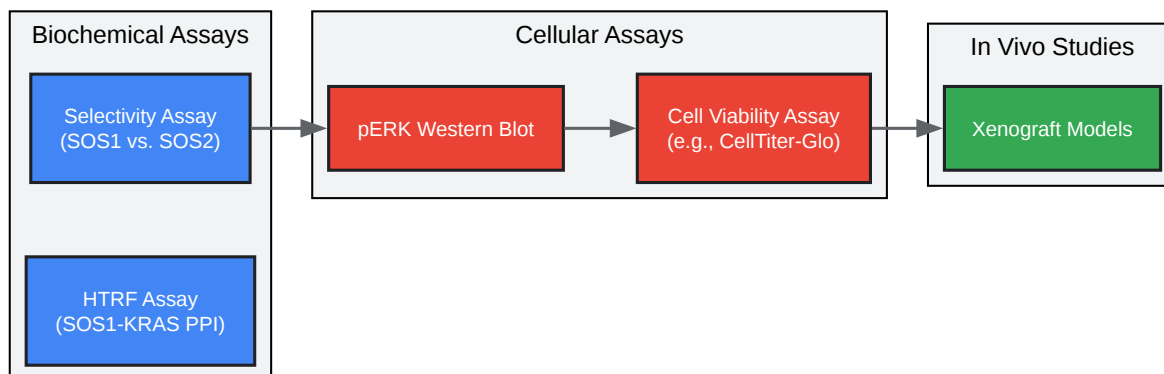 Biochemical Assays
Selectivity Assay
(SOS1 vs. SOS2)
HTRF Assay
(SOS1-KRAS PPI)
Cellular Assays
pERK Western Blot
Cell Viability Assay
(e.g., CellTiter-Glo)
In Vivo Studies
Xenograft Models